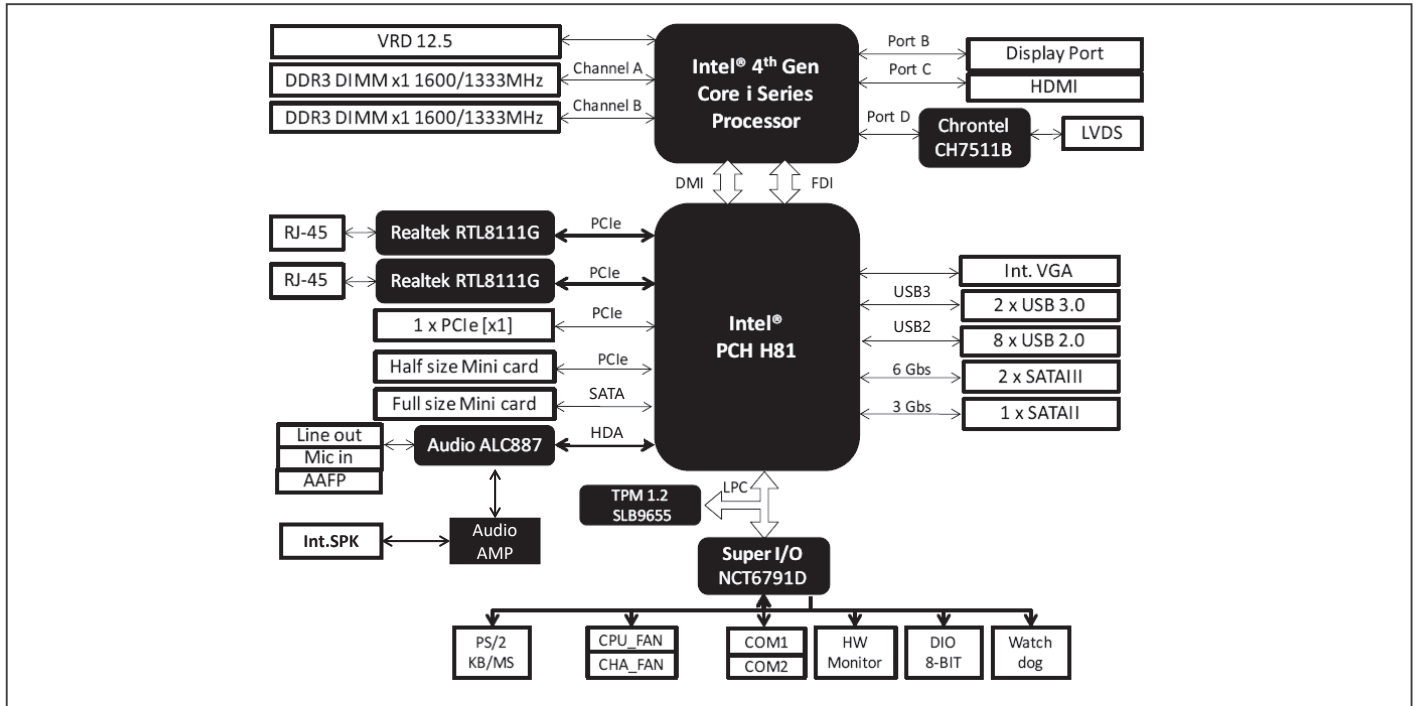 VRD 12.5
DDR3 DIMM x1 1600/1333MHz
Channel A
DDR3 DIMM x1 1600/1333MHz
Channel B
Intel® 4th Gen
Core i Series
Processor
Port B
Display Port
Port C
HDMI
Port D
Chrontel
CH7511B
LVDS
DMI
FDI
RJ-45
Realtek RTL8111G
PCIe
RJ-45
Realtek RTL8111G
PCIe
1 x PCIe [x1]
PCIe
Half size Mini card
PCIe
Full size Mini card
SATA
Line out
Mic in
AAFP
Audio ALC887
HDA
Intel®
PCH H81
Int. VGA
USB3
2 x USB 3.0
USB2
8 x USB 2.0
6 Gbs
2 x SATAIII
3 Gbs
1 x SATAII
Int.SPK
Audio
AMP
TPM 1.2
SLB9655
LPC
Super I/O
NCT6791D
PS/2
KB/MS
CPU_FAN
CHA_FAN
COM1
COM2
HW
Monitor
DIO
8-BIT
Watch
dog